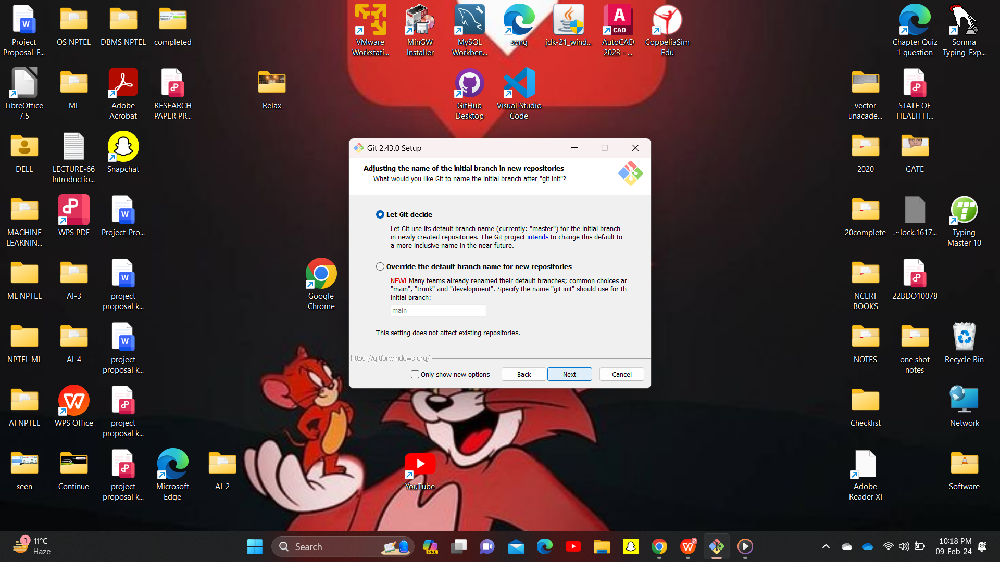 Project
Proposal_F...
OS NPTEL
DBMS NPTEL
completed
VMware
Workstati...
MinGW
Installer
MySQL
Workben...
song
jdk-21_wind...
AutoCAD
2023 - ...
CoppeliaSim
Edu
Chapter Quiz
1 question
Sonma
Typing-Exp...
LibreOffice
7.5
ML
Adobe
Acrobat
RESEARCH
PAPER PR...
Relax
GitHub
Desktop
Visual Studio
Code
vector
unacade...
STATE OF
HEALTH I...
DELL
LECTURE-66
Introductio...
Snapchat
2020
GATE
MACHINE
LEARNIN...
WPS PDF
Project_Pro...
20complete
.~lock.1617...
Typing
Master 10
ML NPTEL
AI-3
project
proposal k...
Google
Chrome
NCERT
BOOKS
22BDO10078
NPTEL ML
AI-4
project
proposal k...
NOTES
one shot
notes
Recycle Bin
AI NPTEL
WPS Office
project
proposal k...
Checklist
Network
seen
Continue
project
proposal k...
Microsoft
Edge
AI-2
YouTube
Adobe
Reader XI
Software
Git 2.43.0 Setup
Adjusting the name of the initial branch in new repositories
What would you like Git to name the initial branch after "git init"?
Let Git decide
Let Git use its default branch name (currently: "master") for the initial branch
in newly created repositories. The Git project intends to change this default to
a more inclusive name in the near future.
Override the default branch name for new repositories
NEW! Many teams already renamed their default branches; common choices ar
"main", "trunk" and "development". Specify the name "git init" should use for the
initial branch:
main
This setting does not affect existing repositories.
https://gitforwindows.org/
Only show new options
Back
Next
Cancel
1
11°C
Haze
Search
PRE
10:18 PM
09-Feb-24